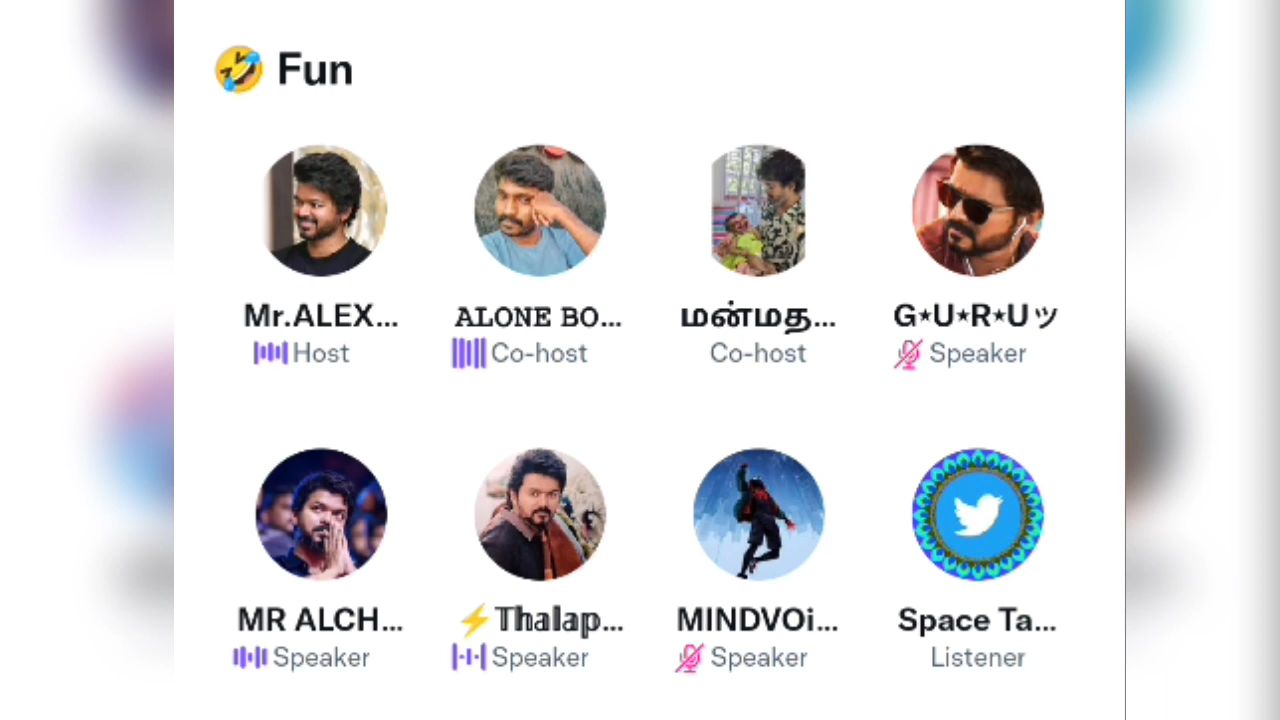 🤣 Fun
Mr.ALEX... ALONE BO... மன்மத... G⋆U⋆R⋆Uッ
Host Co-host Co-host Speaker
MR ALCH... ⚡𝕋𝕙𝕒𝕝𝕒𝕡... MINDVOi... Space Ta...
Speaker Speaker Speaker Listener